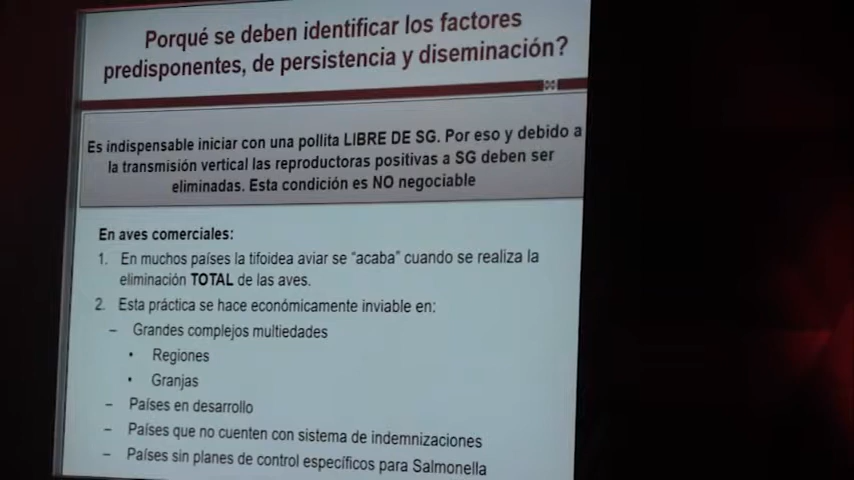 Porqué se deben identificar los factores
predisponentes, de persistencia y diseminación?
Es indispensable iniciar con una pollita LIBRE DE SG. Por eso y debido a
la transmisión vertical las reproductoras positivas a SG deben ser
eliminadas. Esta condición es NO negociable
En aves comerciales:
1. En muchos países la tifoidea aviar se "acaba" cuando se realiza la
eliminación TOTAL de las aves.
2. Esta práctica se hace económicamente inviable en:
– Grandes complejos multiedades
• Regiones
• Granjas
– Países en desarrollo
– Países que no cuenten con sistema de indemnizaciones
– Países sin planes de control específicos para Salmonella